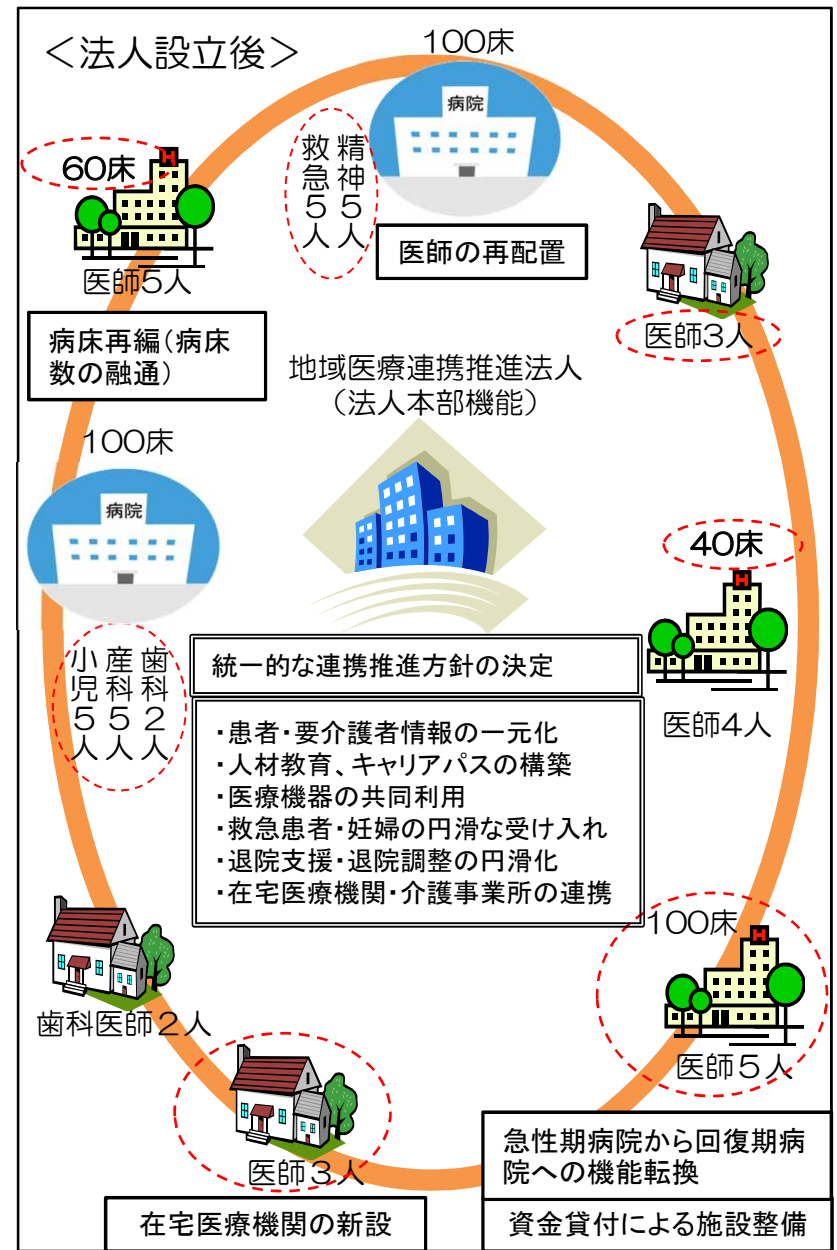 ＜法人設立後＞
100床
病院
救急5人
精神5人
医師の再配置
60床
H
医師5人
病床再編（病床
数の融通）
医師3人
地域医療連携推進法人
（法人本部機能）
100床
病院
小児5人
産科5人
歯科2人
40床
H
医師4人
統一的な連携推進方針の決定
・患者・要介護者情報の一元化
・人材教育、キャリアパスの構築
・医療機器の共同利用
・救急患者・妊婦の円滑な受け入れ
・退院支援・退院調整の円滑化
・在宅医療機関・介護事業所の連携
100床
H
医師５人
歯科医師２人
医師３人
在宅医療機関の新設
急性期病院から回復期病
院への機能転換
資金貸付による施設整備